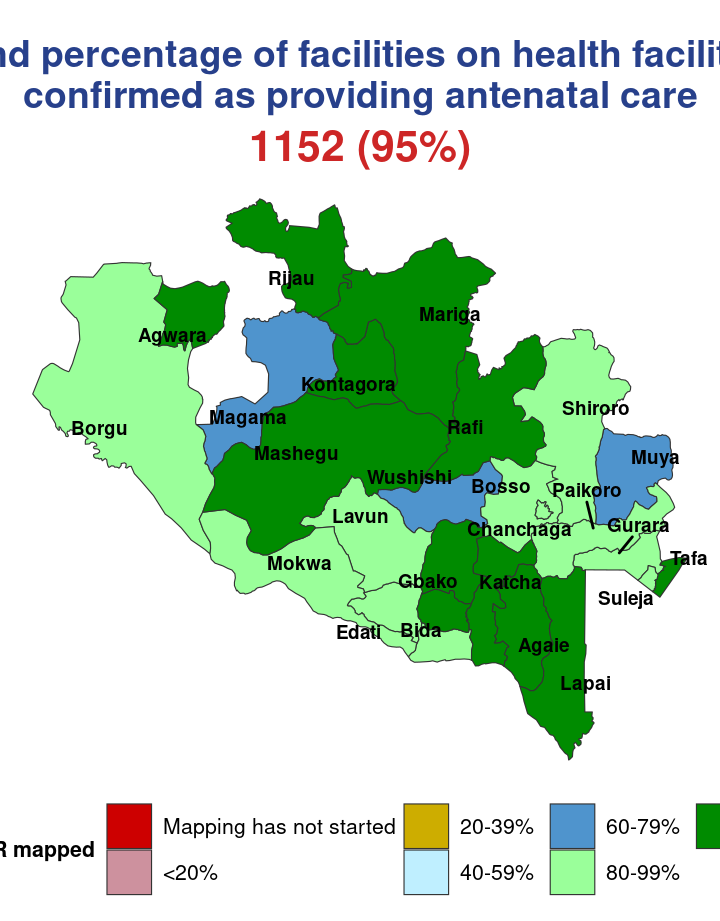 percentage of facilities on health
confirmed as providing antenatal care
1152 (95%)
Rijau
Mariga
Agwara
Kontagora
Shiroro
Magama
Borgu
Rafi
Mashegu
Muya
Wushishi
Bosso
Paikoro
Lavun
Gurara
Chanchaga
Tafa
Mokwa
Gbako
Katcha
Suleja
Edati
Bida
Agaie
Lapai
mapped
Mapping has not started
20-39%
60-79%
<20%
40-59%
80-99%